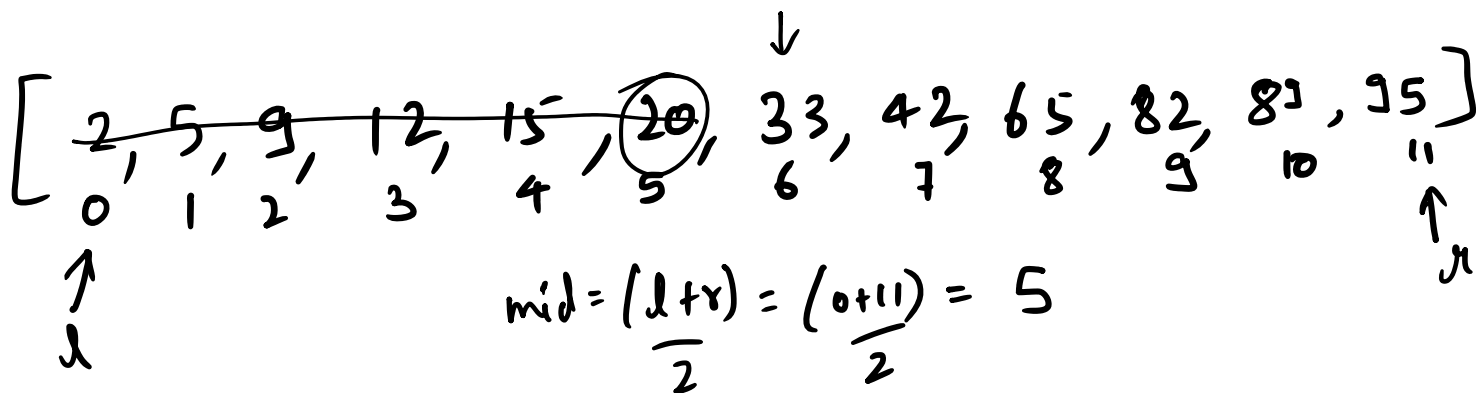 [2, 5, 9, 12, 15, 20, 33, 42, 65, 82, 89, 95]
0 1 2 3 4 5 6 7 8 9 10 11
l r
mid = (l+r)/2 = (0+11)/2 = 5